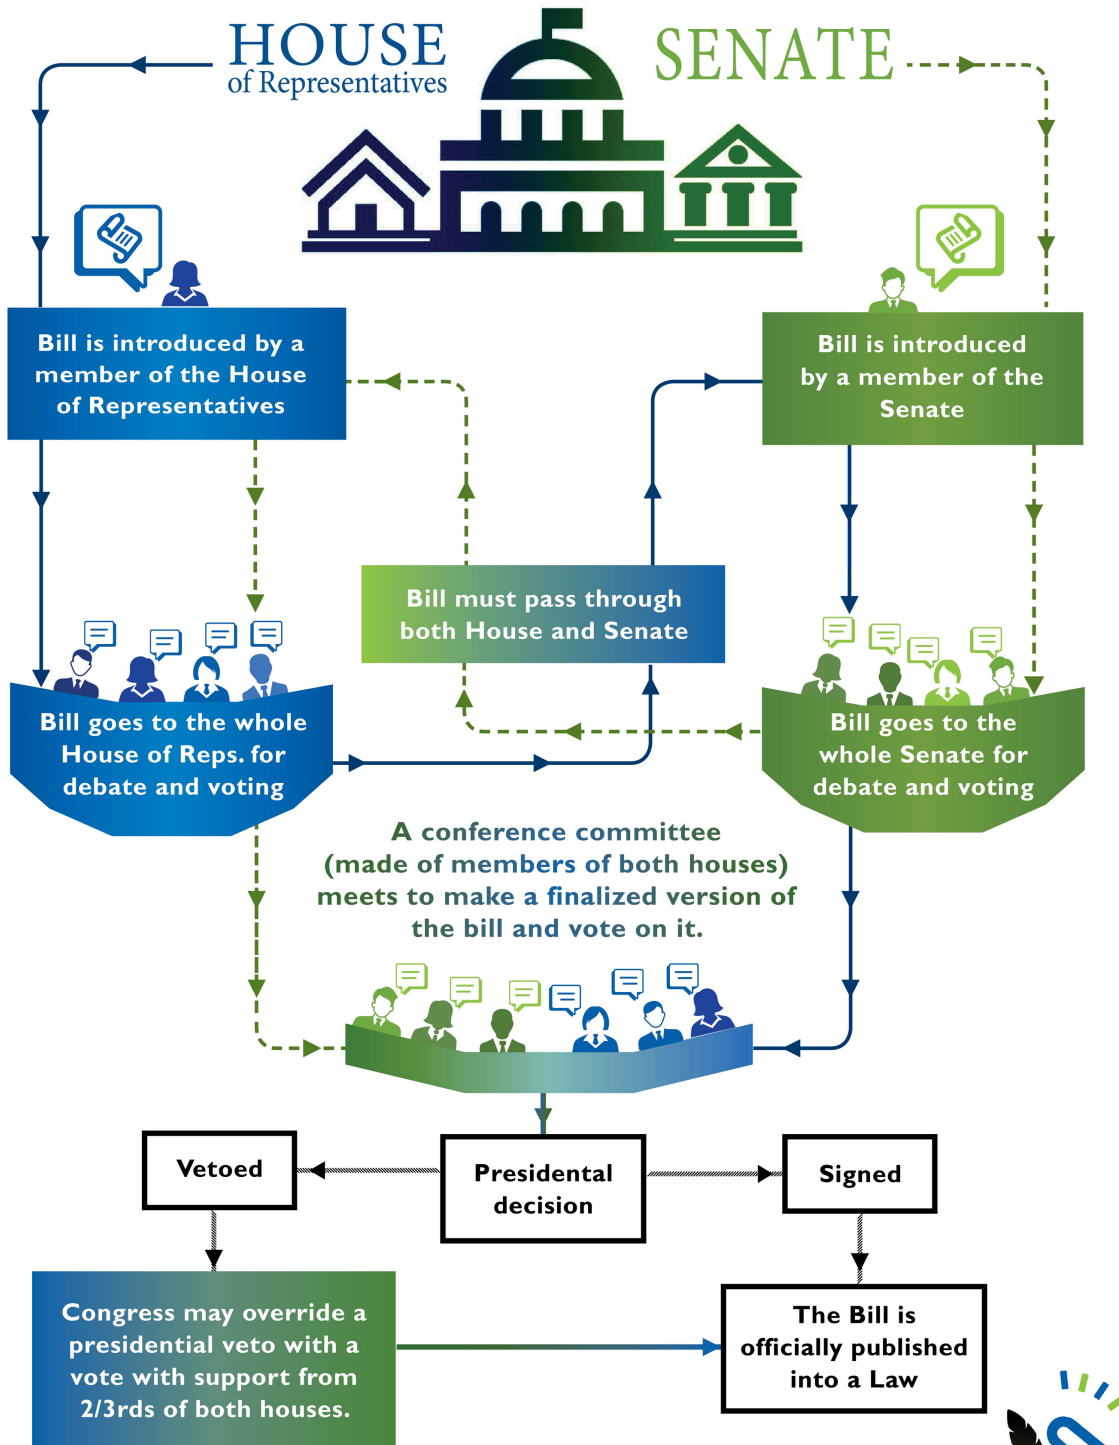 HOUSE
of Representatives
SENATE
Bill is introduced by a
member of the House
of Representatives
Bill is introduced
by a member of the
Senate
Bill must pass through
both House and Senate
Bill goes to the whole
House of Reps. for
debate and voting
Bill goes to the
whole Senate for
debate and voting
A conference committee
(made of members of both houses)
meets to make a finalized version of
the bill and vote on it.
Vetoed
Presidental
decision
Signed
Congress may override a
presidential veto with a
vote with support from
2/3rds of both houses.
The Bill is
officially published
into a Law